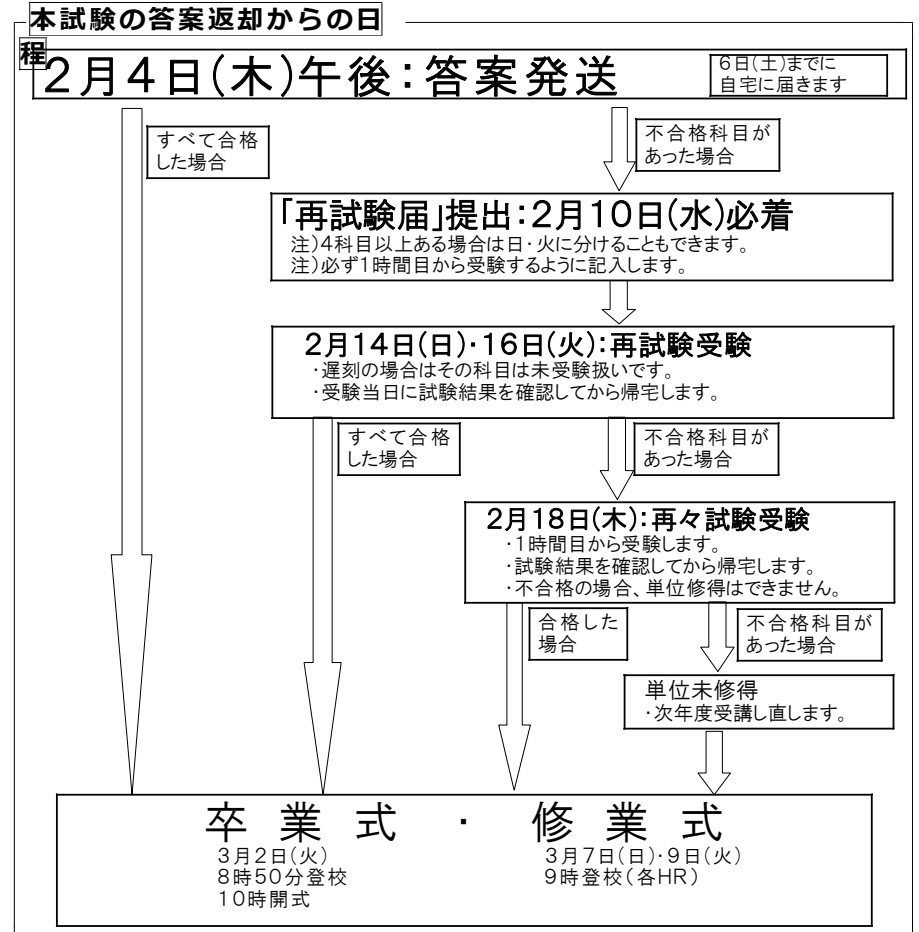 本試験の答案返却からの日
程
2月4日(木)午後:答案発送
6日(土)までに
自宅に届きます
すべて合格
した場合
不合格科目が
あった場合
「再試験届」提出:2月10日(水)必着
注)4科目以上ある場合は日・火に分けることもできます。
注)必ず1時間目から受験するように記入します。
2月14日(日)・16日(火):再試験受験
・遅刻の場合はその科目は未受験扱いです。
・受験当日に試験結果を確認してから帰宅します。
すべて合格
した場合
不合格科目が
あった場合
2月18日(木):再々試験受験
・1時間目から受験します。
・試験結果を確認してから帰宅します。
・不合格の場合、単位修得はできません。
合格した
場合
不合格科目が
あった場合
単位未修得
・次年度受講し直します。
卒業式・修業式
3月2日(火)
8時50分登校
10時開式
3月7日(日)・9日(火)
9時登校(各HR)